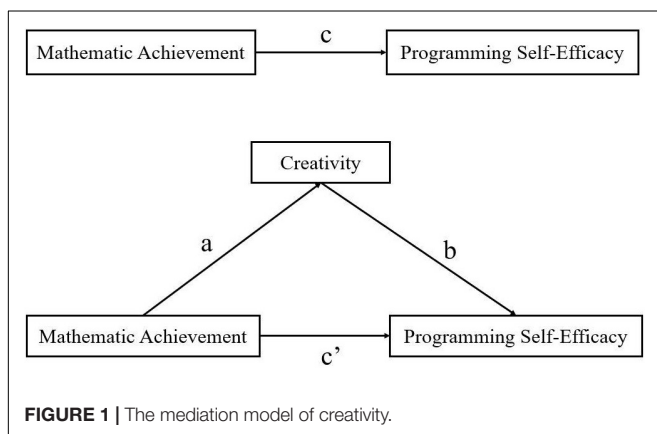 c
Mathematic Achievement Programming Self-Efficacy
Creativity
a b
Mathematic Achievement Programming Self-Efficacy
c’
FIGURE 1 | The mediation model of creativity.